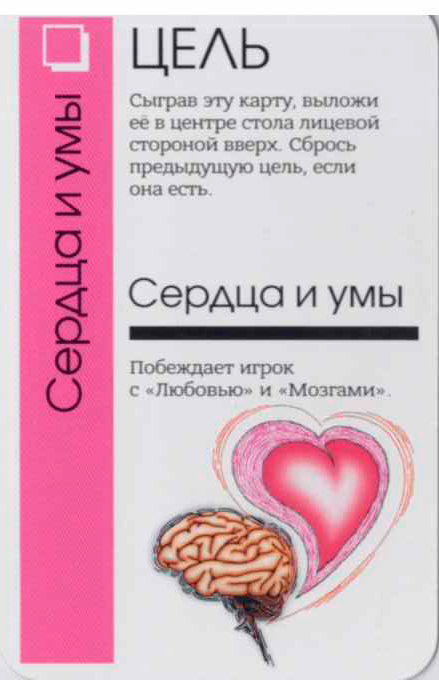 Сердца и умы
ЦЕЛЬ
Сыграв эту карту, выложи
её в центре стола лицевой
стороной вверх. Сбрось
предыдущую цель, если
она есть.
Сердца и умы
Побеждает игрок
с «Любовью» и «Мозгами».